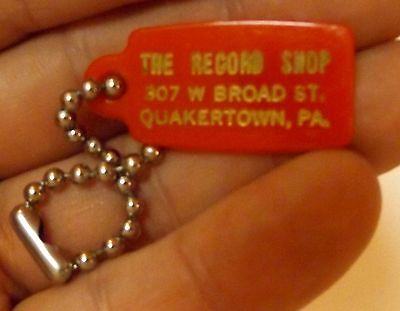 THE RECORD SHOP
307 W BROAD ST.
QUAKERTOWN, PA.